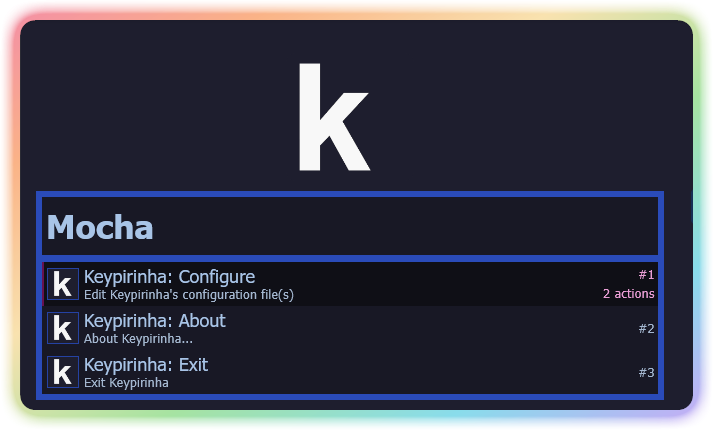 k
Mocha
k
Keypirinha: Configure
#1
Edit Keypirinha's configuration file(s)
2 actions
k
Keypirinha: About
#2
About Keypirinha...
k
Keypirinha: Exit
#3
Exit Keypirinha